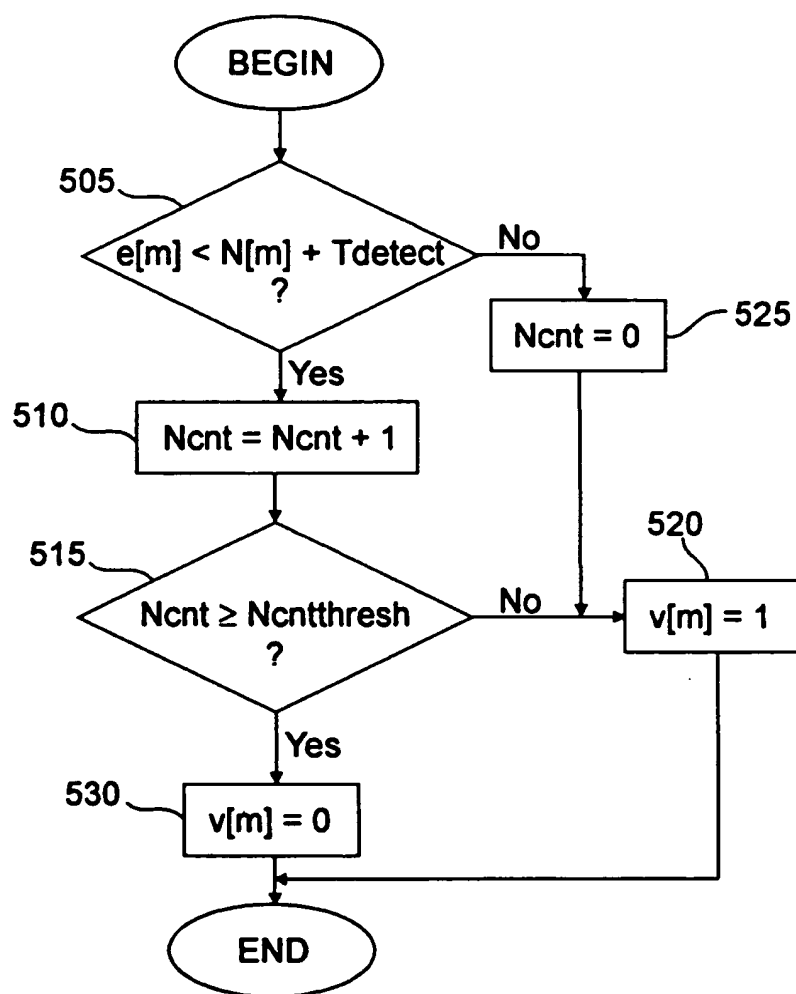 BEGIN
505
e[m] < N[m] + Tdetect
?
No
Ncnt = 0
525
Yes
510
Ncnt = Ncnt + 1
515
Ncnt ≥ Ncntthresh
?
No
520
v[m] = 1
Yes
530
v[m] = 0
END